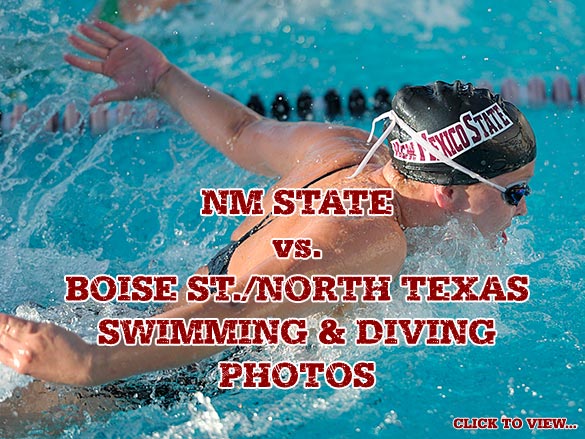 NEW MEXICO STATE
NM STATE
vs.
BOISE ST./NORTH TEXAS
SWIMMING & DIVING
PHOTOS
CLICK TO VIEW...